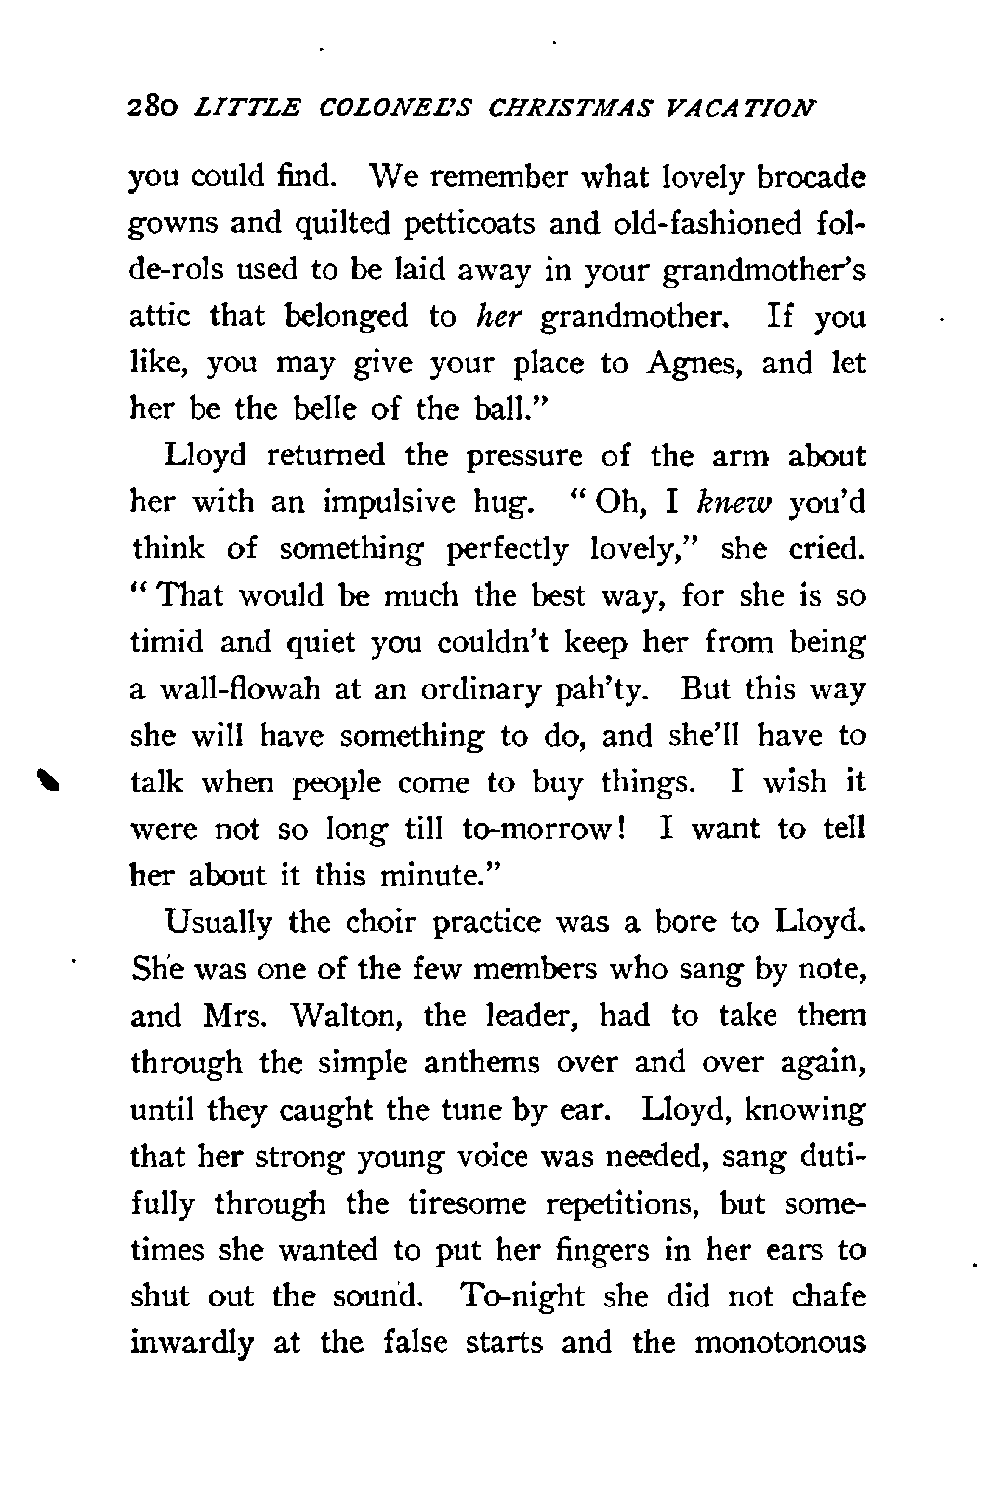 280 LITTLE COLONEL'S CHRISTMAS VACATION
you could find. We remember what lovely brocade
gowns and quilted petticoats and old-fashioned fol-
de-rols used to be laid away in your grandmother's
attic that belonged to her grandmother. If you
like, you may give your place to Agnes, and let
her be the belle of the ball."
Lloyd returned the pressure of the arm about
her with an impulsive hug. "Oh, I knew you'd
think of something perfectly lovely," she cried.
"That would be much the best way, for she is so
timid and quiet you couldn't keep her from being
a wall-flowah at an ordinary pah'ty. But this way
she will have something to do, and she'll have to
talk when people come to buy things. I wish it
were not so long till to-morrow! I want to tell
her about it this minute."
Usually the choir practice was a bore to Lloyd.
She was one of the few members who sang by note,
and Mrs. Walton, the leader, had to take them
through the simple anthems over and over again,
until they caught the tune by ear. Lloyd, knowing
that her strong young voice was needed, sang duti-
fully through the tiresome repetitions, but some-
times she wanted to put her fingers in her ears to
shut out the sound. To-night she did not chafe
inwardly at the false starts and the monotonous